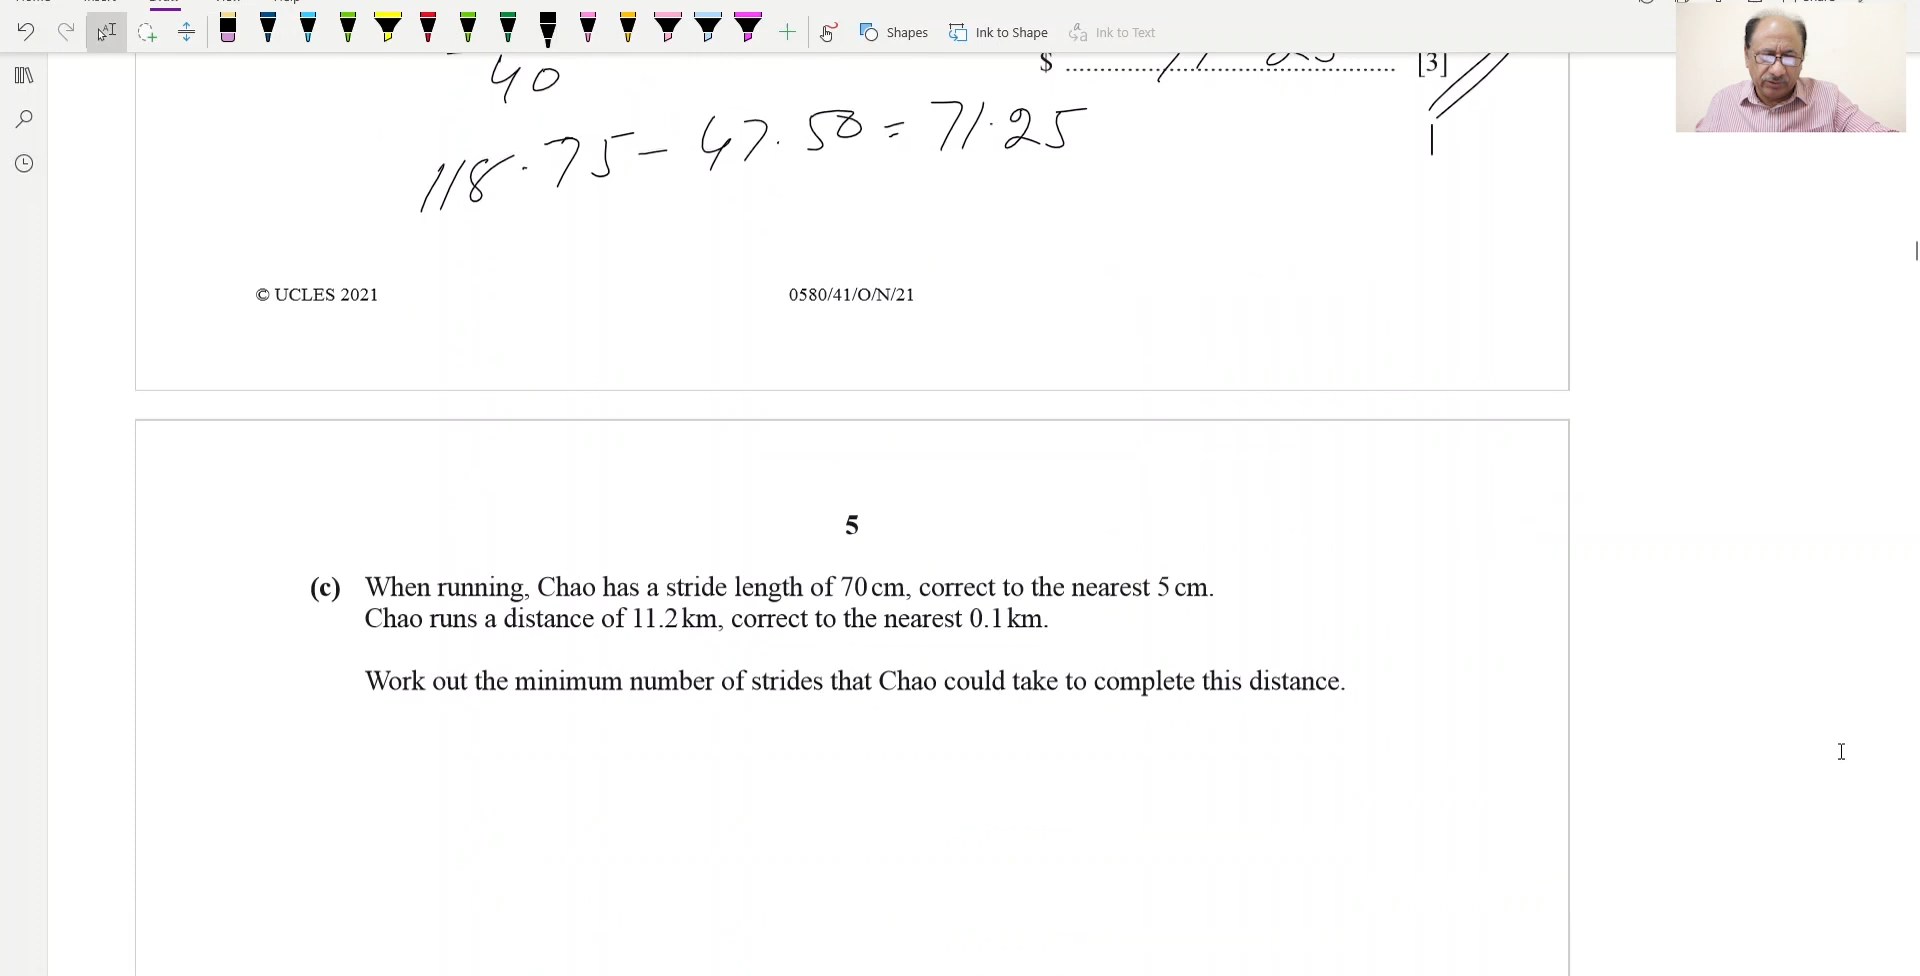 Shapes
Ink to Shape
Ink to Text
40
$ ........................................ [3]
118.75 - 47.50 = 71.25
1
© UCLES 2021
0580/41/O/N/21
5
(c) When running, Chao has a stride length of 70 cm, correct to the nearest 5 cm.
Chao runs a distance of 11.2 km, correct to the nearest 0.1 km.
Work out the minimum number of strides that Chao could take to complete this distance.